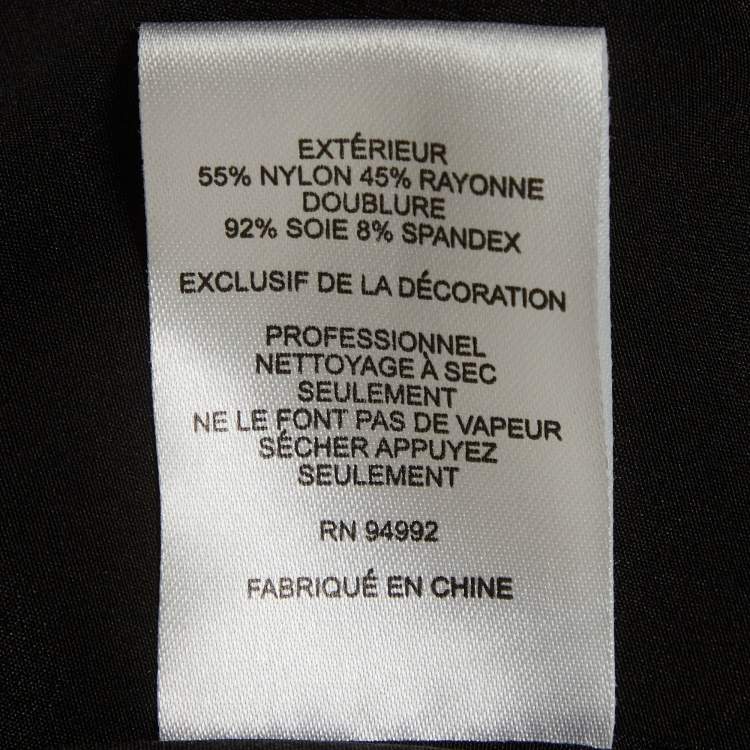 EXTÉRIEUR
55% NYLON 45% RAYONNE
DOUBLURE
92% SOIE 8% SPANDEX
EXCLUSIF DE LA DÉCORATION
PROFESSIONNEL
NETTOYAGE À SEC
SEULEMENT
NE LE FONT PAS DE VAPEUR
SÉCHER APPUYEZ
SEULEMENT
RN 94992
FABRIQUÉ EN CHINE